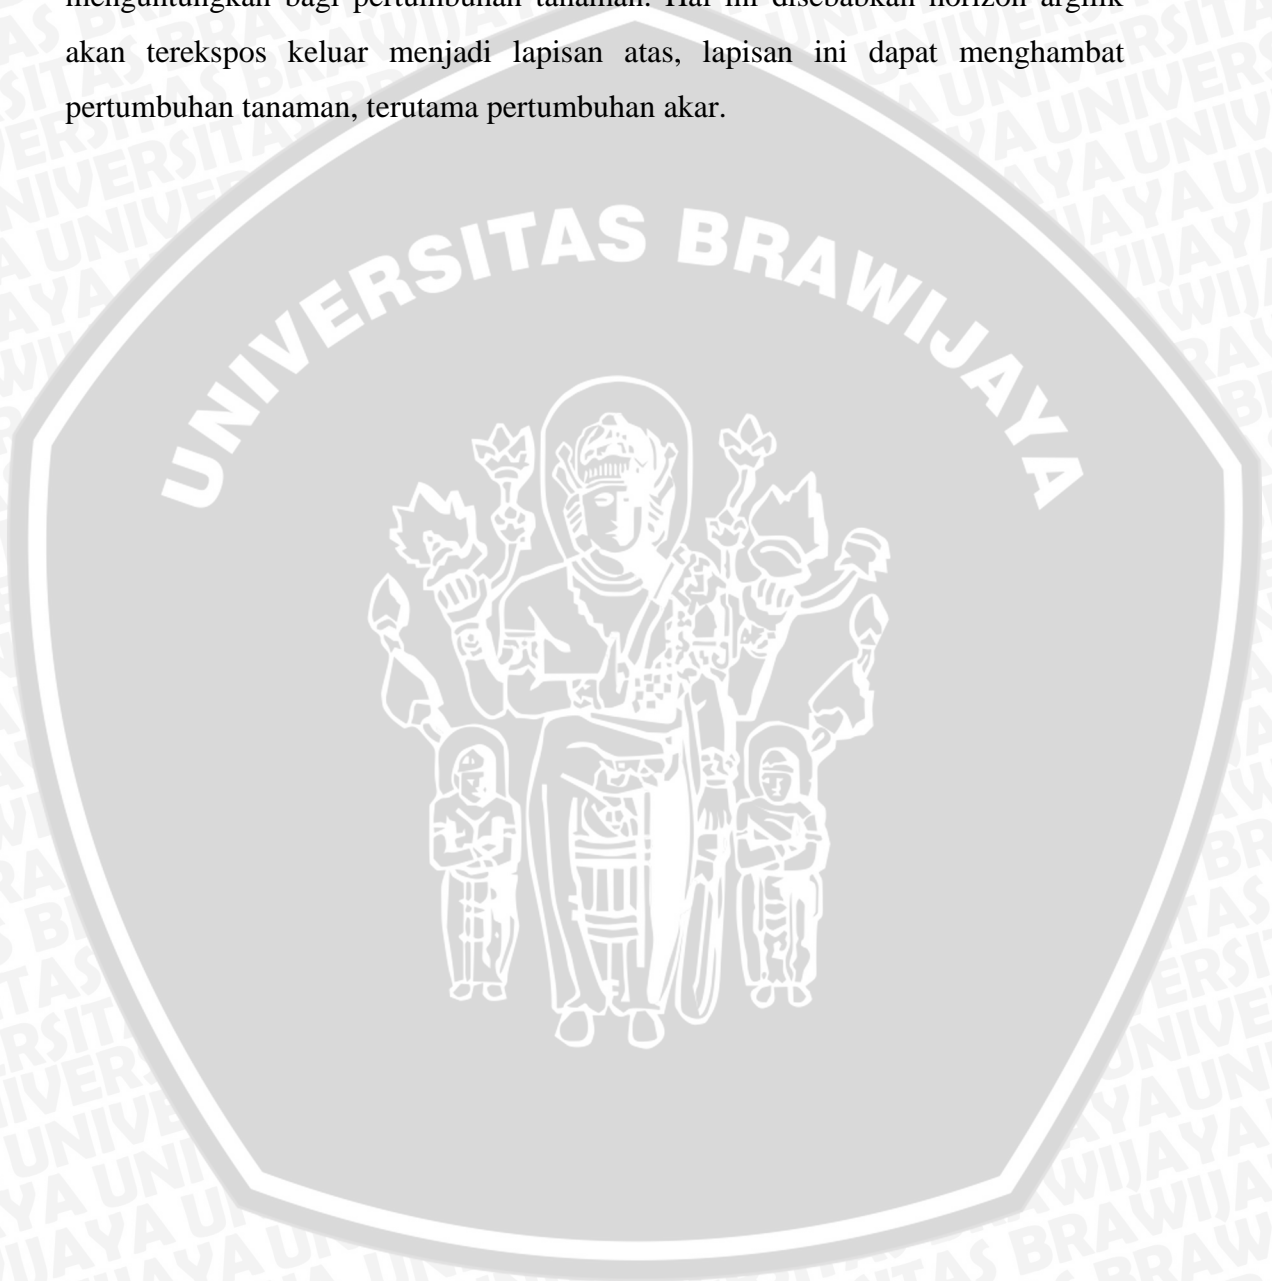 menguntungkan bagi pertumbuhan tanaman. Hal ini disebabkan horizon argilik
akan terekspos keluar menjadi lapisan atas, lapisan ini dapat menghambat
pertumbuhan tanaman, terutama pertumbuhan akar.
UNIVERSITAS BRAWIJAYA